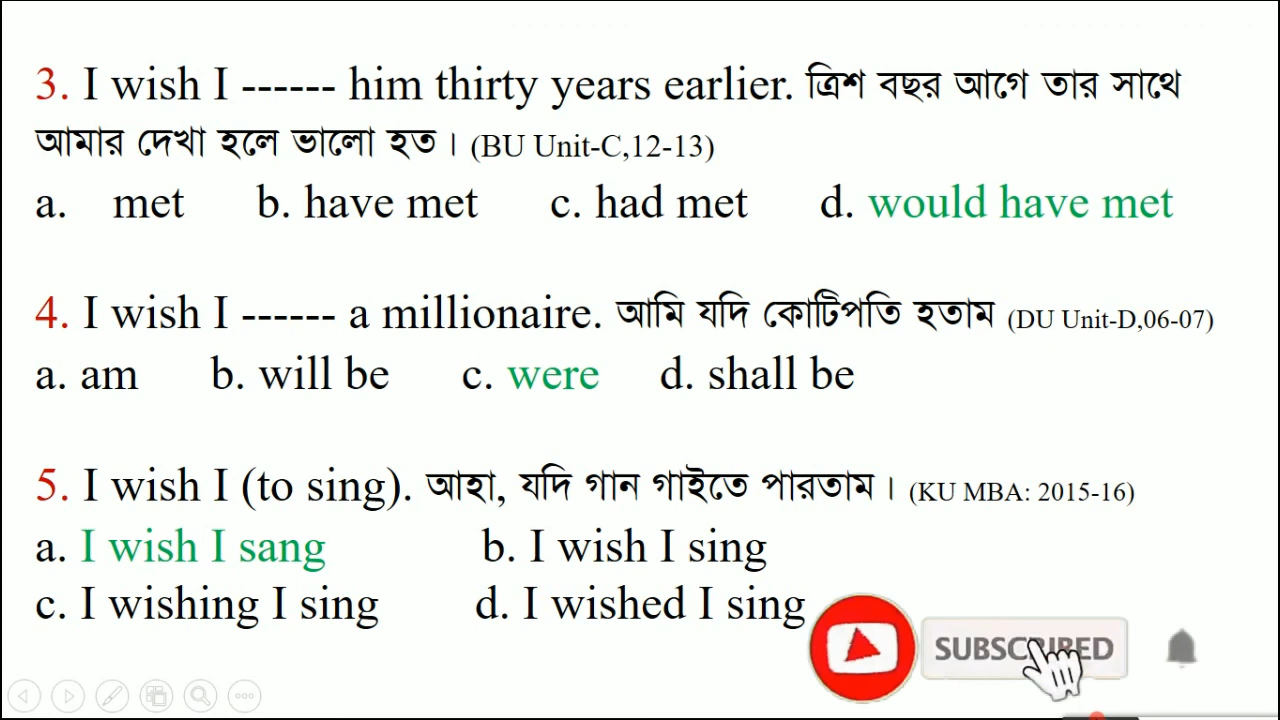 3. I wish I ------ him thirty years earlier. ত্রিশ বছর আগে তার সাথে
আমার দেখা হলে ভালো হত । (BU Unit-C,12-13)
a. met b. have met c. had met d. would have met
4. I wish I ------ a millionaire. আমি যদি কোটিপতি হতাম (DU Unit-D,06-07)
a. am b. will be c. were d. shall be
5. I wish I (to sing). আহা, যদি গান গাইতে পারতাম । (KU MBA: 2015-16)
a. I wish I sang b. I wish I sing
c. I wishing I sing d. I wished I sing
SUBSCRIBED